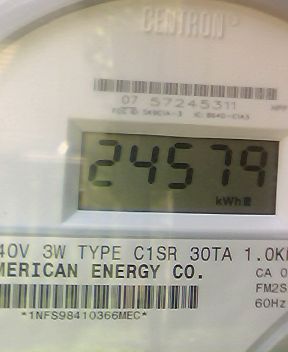 CENTRON®
07 57245311
24579
kWh
40V 3W TYPE C1SR 30TA 1.0K
MERICAN ENERGY CO.
CA 0
FM2S
60Hz
*1NFS98410366MEC*